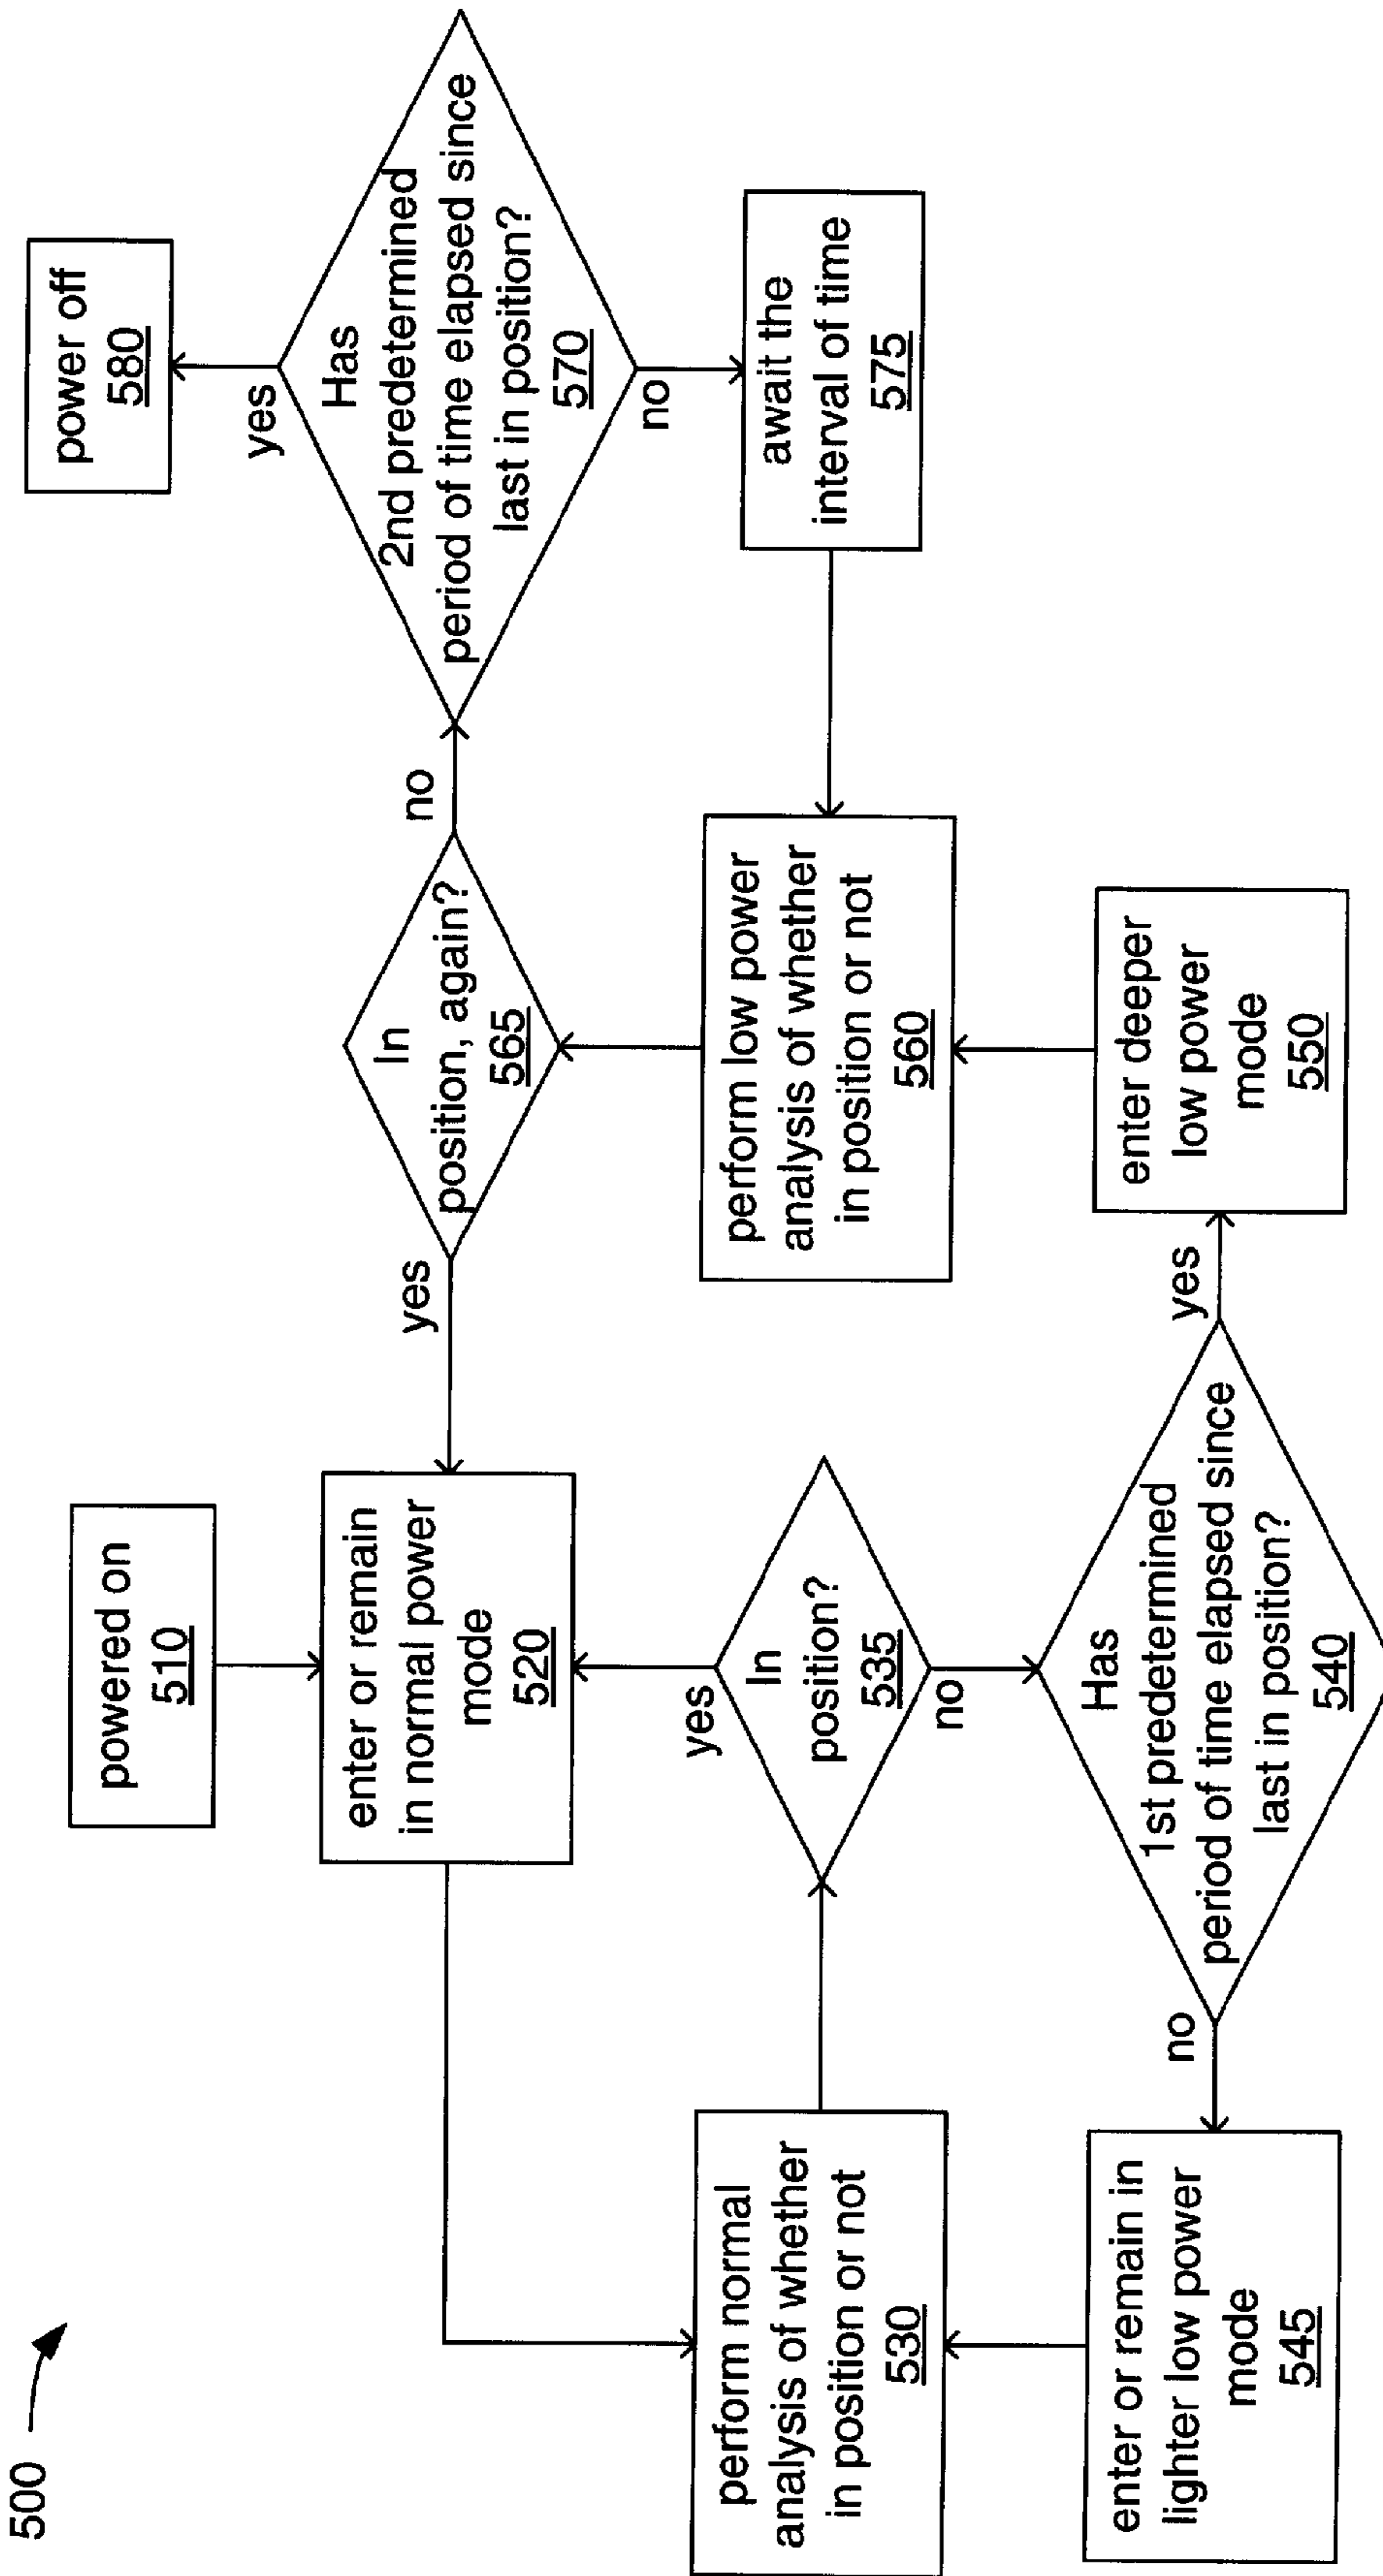 500
powered on
510
enter or remain
in normal power
mode
520
perform normal
analysis of whether
in position or not
530
In
position?
535
yes
no
Has
1st predetermined
period of time elapsed since
last in position?
540
no
yes
enter or remain in
lighter low power
mode
545
enter deeper
low power
mode
550
perform low power
analysis of whether
in position or not
560
In
position, again?
565
yes
no
Has
2nd predetermined
period of time elapsed since
last in position?
570
yes
no
await the
interval of time
575
power off
580